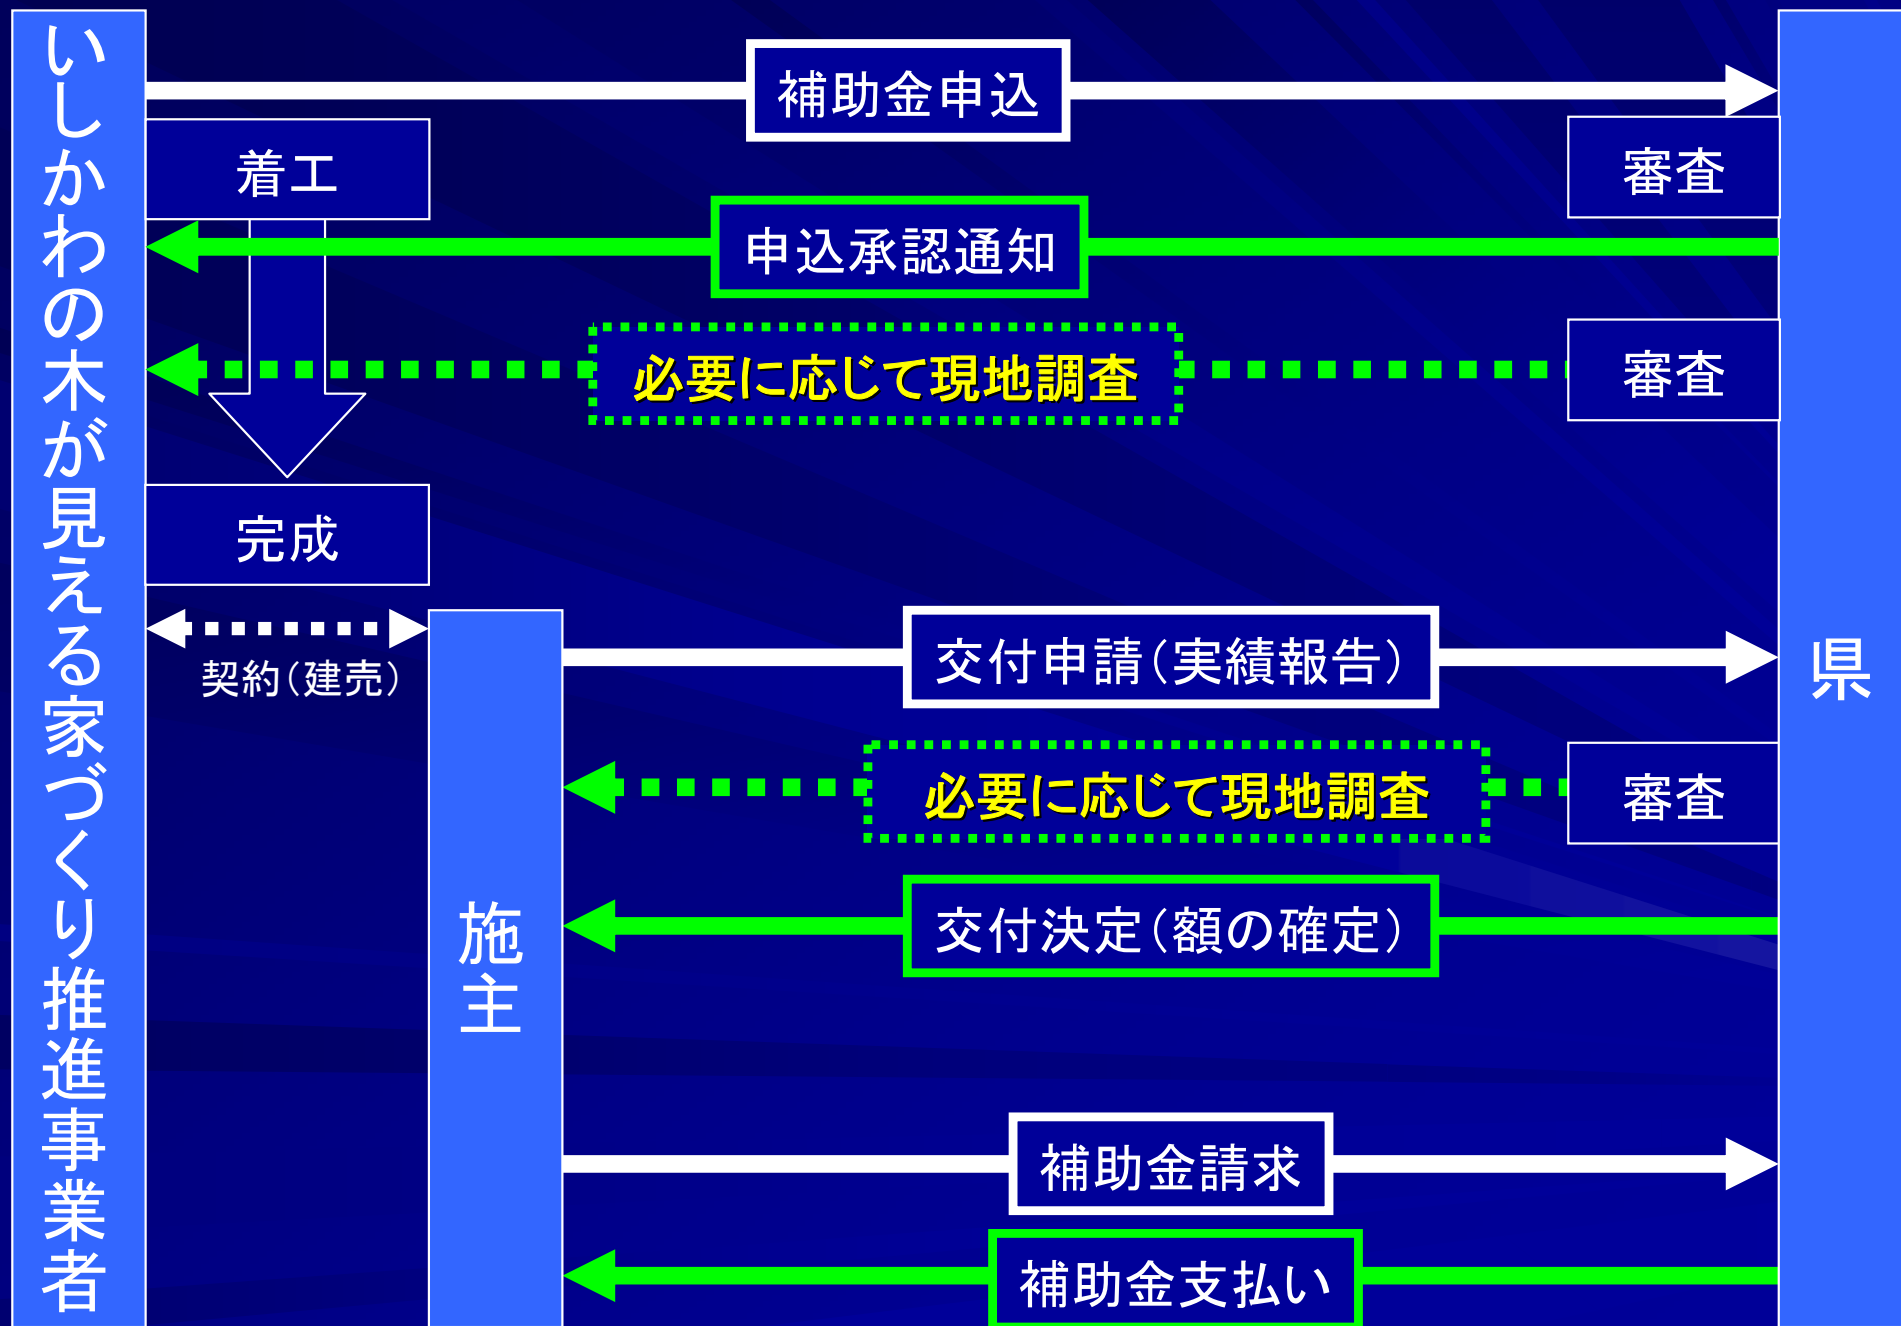 いしかわの木が見える家づくり推進事業者
補助金申込
着工
審査
申込承認通知
必要に応じて現地調査
審査
完成
契約（建売）
施主
交付申請（実績報告）
県
必要に応じて現地調査
審査
交付決定（額の確定）
補助金請求
補助金支払い